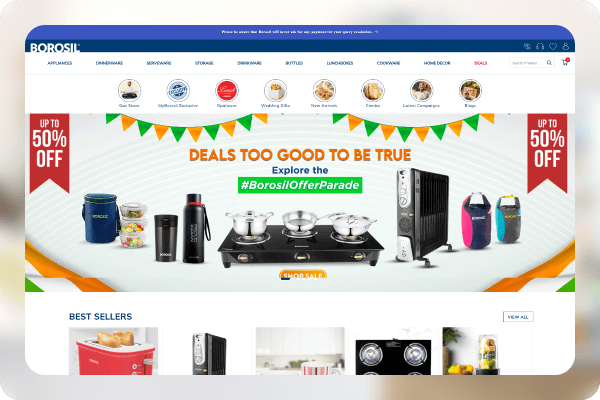 Please be aware that Borosil will never ask for any payment for your query resolution. →
BOROSIL
APPLIANCES DINNERWARE SERVEWARE STORAGE DRINKWARE BOTTLES LUNCHBOXES COOKWARE HOME DECOR DEALS Search Products
Gas Stove MyBorosil Exclusive Opalware Wedding Gifts New Arrivals Combo Latest Campaigns Blogs
UP TO
50%
OFF
DEALS TOO GOOD TO BE TRUE
Explore the
#BorosilOfferParade
UP TO
50%
OFF
BOROSIL
SHOP SALE
BEST SELLERS
VIEW ALL